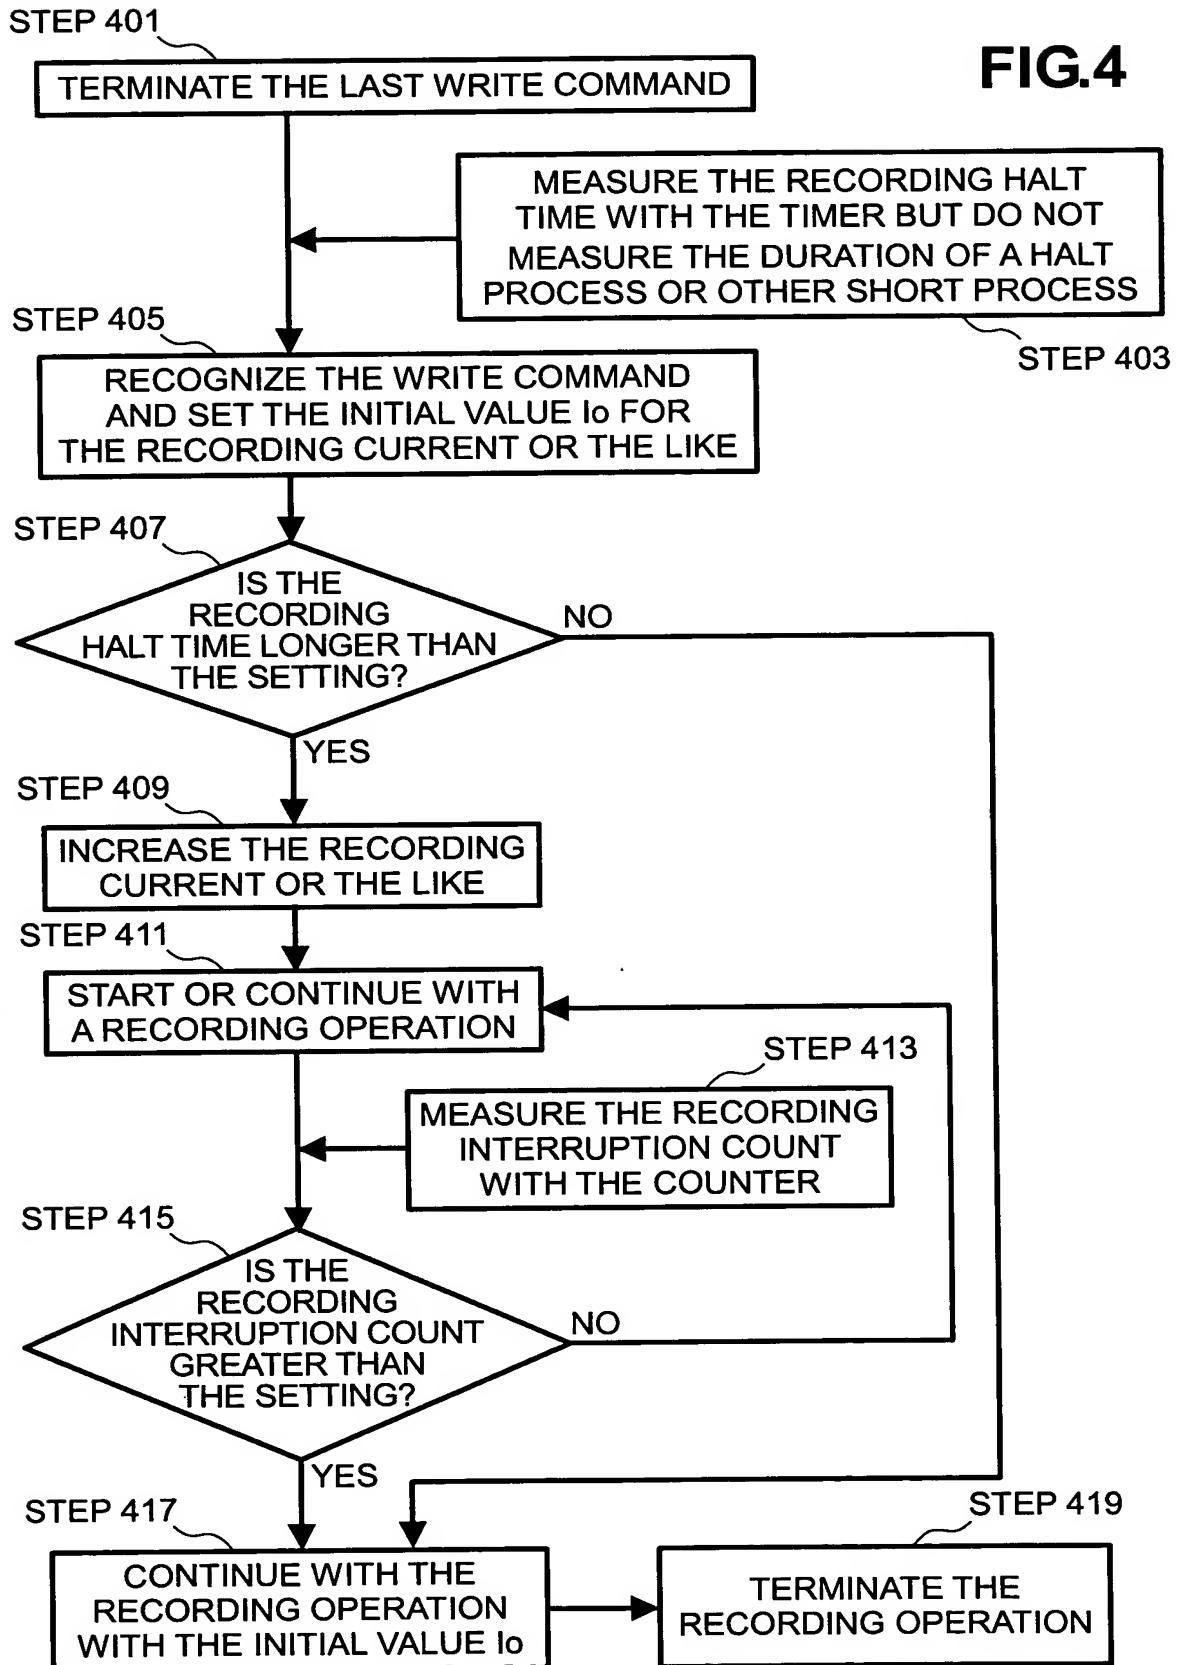 STEP 401
FIG.4
TERMINATE THE LAST WRITE COMMAND
MEASURE THE RECORDING HALT
TIME WITH THE TIMER BUT DO NOT
MEASURE THE DURATION OF A HALT
PROCESS OR OTHER SHORT PROCESS
STEP 403
STEP 405
RECOGNIZE THE WRITE COMMAND
AND SET THE INITIAL VALUE Io FOR
THE RECORDING CURRENT OR THE LIKE
STEP 407
IS THE
RECORDING
HALT TIME LONGER THAN
THE SETTING?
NO
YES
STEP 409
INCREASE THE RECORDING
CURRENT OR THE LIKE
STEP 411
START OR CONTINUE WITH
A RECORDING OPERATION
STEP 413
MEASURE THE RECORDING
INTERRUPTION COUNT
WITH THE COUNTER
STEP 415
IS THE
RECORDING
INTERRUPTION COUNT
GREATER THAN
THE SETTING?
NO
YES
STEP 417
CONTINUE WITH THE
RECORDING OPERATION
WITH THE INITIAL VALUE Io
STEP 419
TERMINATE THE
RECORDING OPERATION